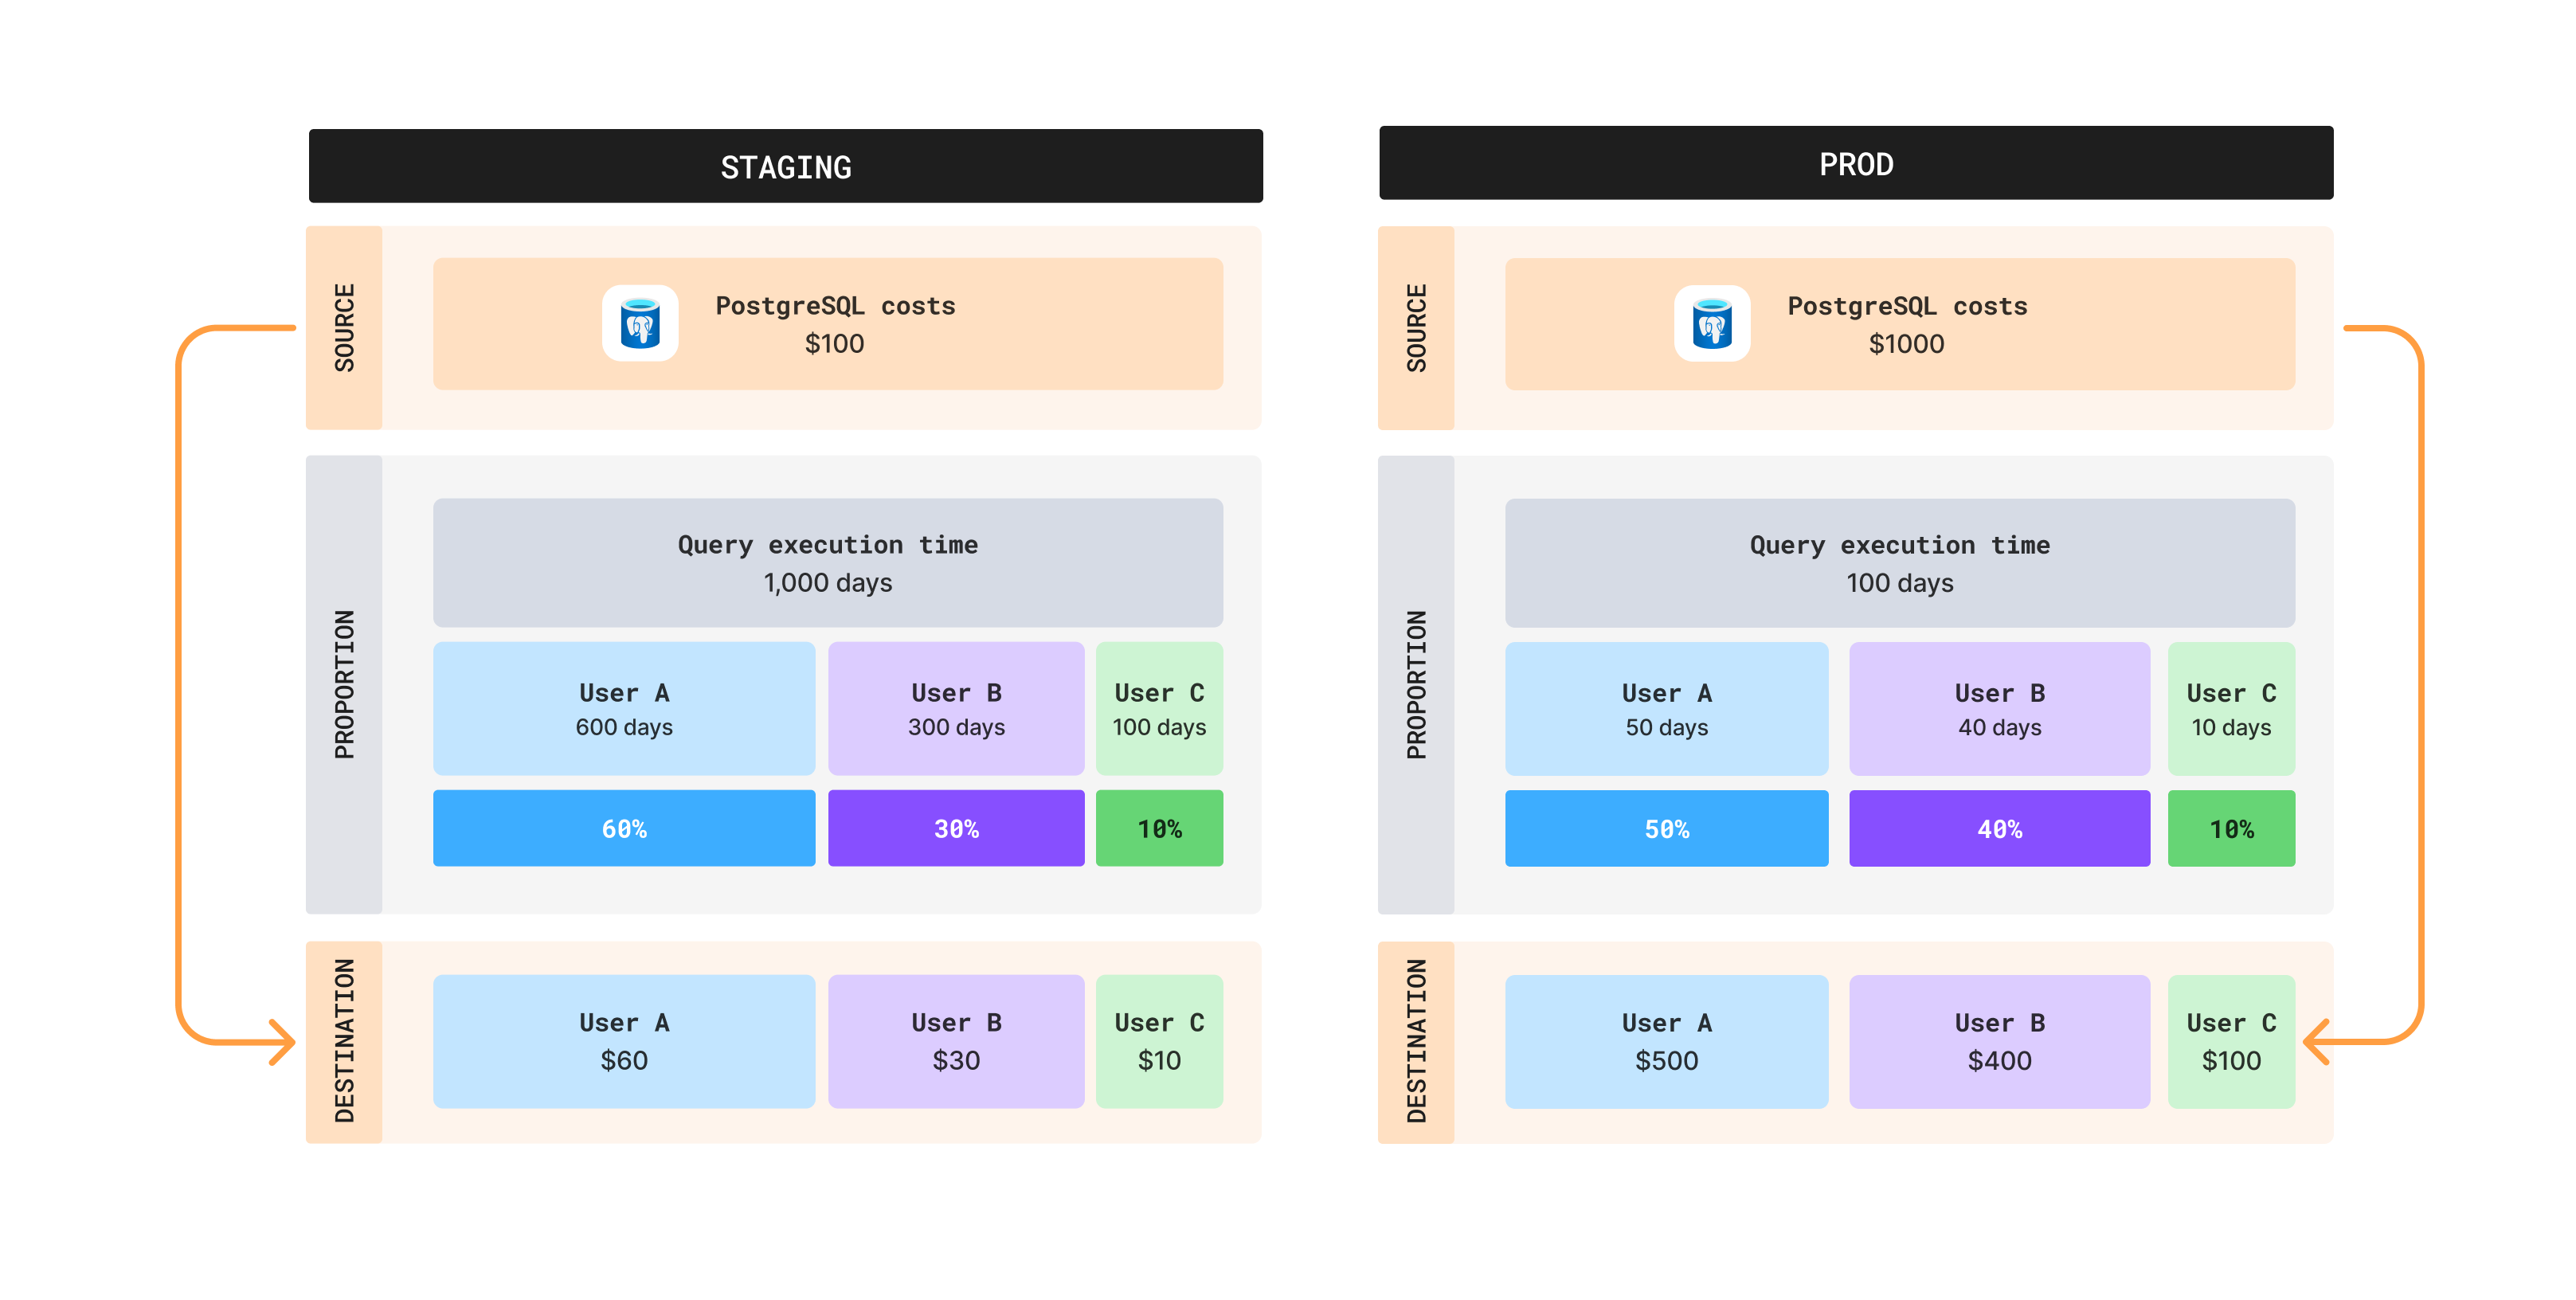 STAGING
SOURCE
PostgreSQL costs
$100
PROPORTION
Query execution time
1,000 days
User A
600 days
User B
300 days
User C
100 days
60%
30%
10%
DESTINATION
User A
$60
User B
$30
User C
$10
PROD
SOURCE
PostgreSQL costs
$1000
PROPORTION
Query execution time
100 days
User A
50 days
User B
40 days
User C
10 days
50%
40%
10%
DESTINATION
User A
$500
User B
$400
User C
$100